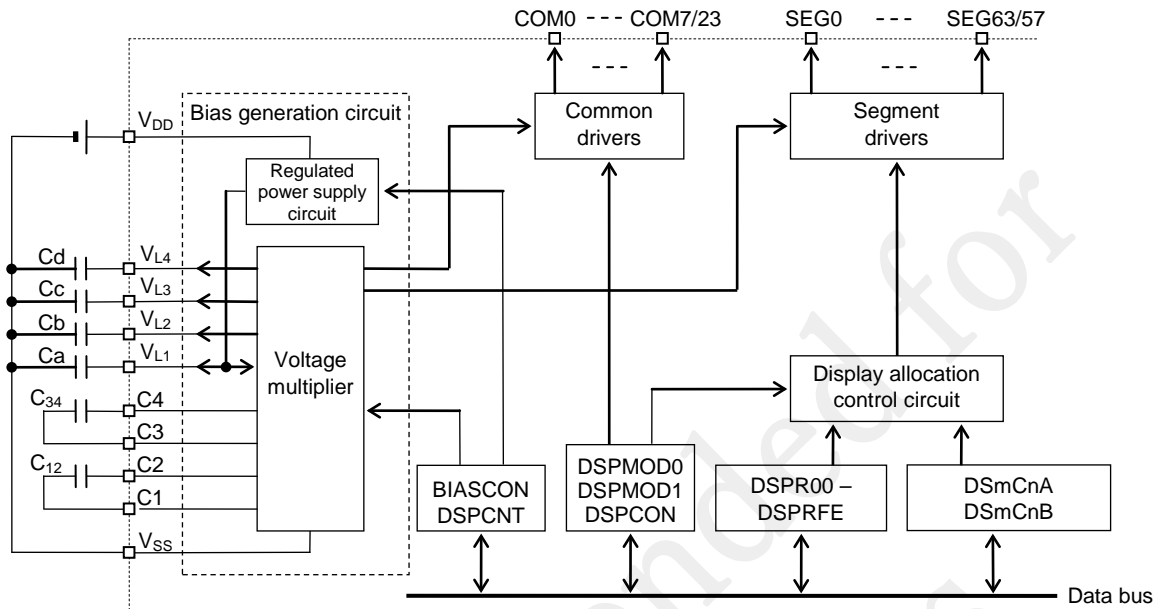 COM0 --- COM7/23 SEG0 --- SEG63/57
Bias generation circuit
VDD
Common
drivers
Segment
drivers
Regulated
power supply
circuit
Cd VL4
Cc VL3
Cb VL2
Ca VL1
Voltage
multiplier
Display allocation
control circuit
C34 C4
C3
C12 C2
C1
VSS
BIASCON
DSPCNT
DSPMOD0
DSPMOD1
DSPCON
DSPR00 –
DSPRFE
DSmCnA
DSmCnB
Data bus
ended for